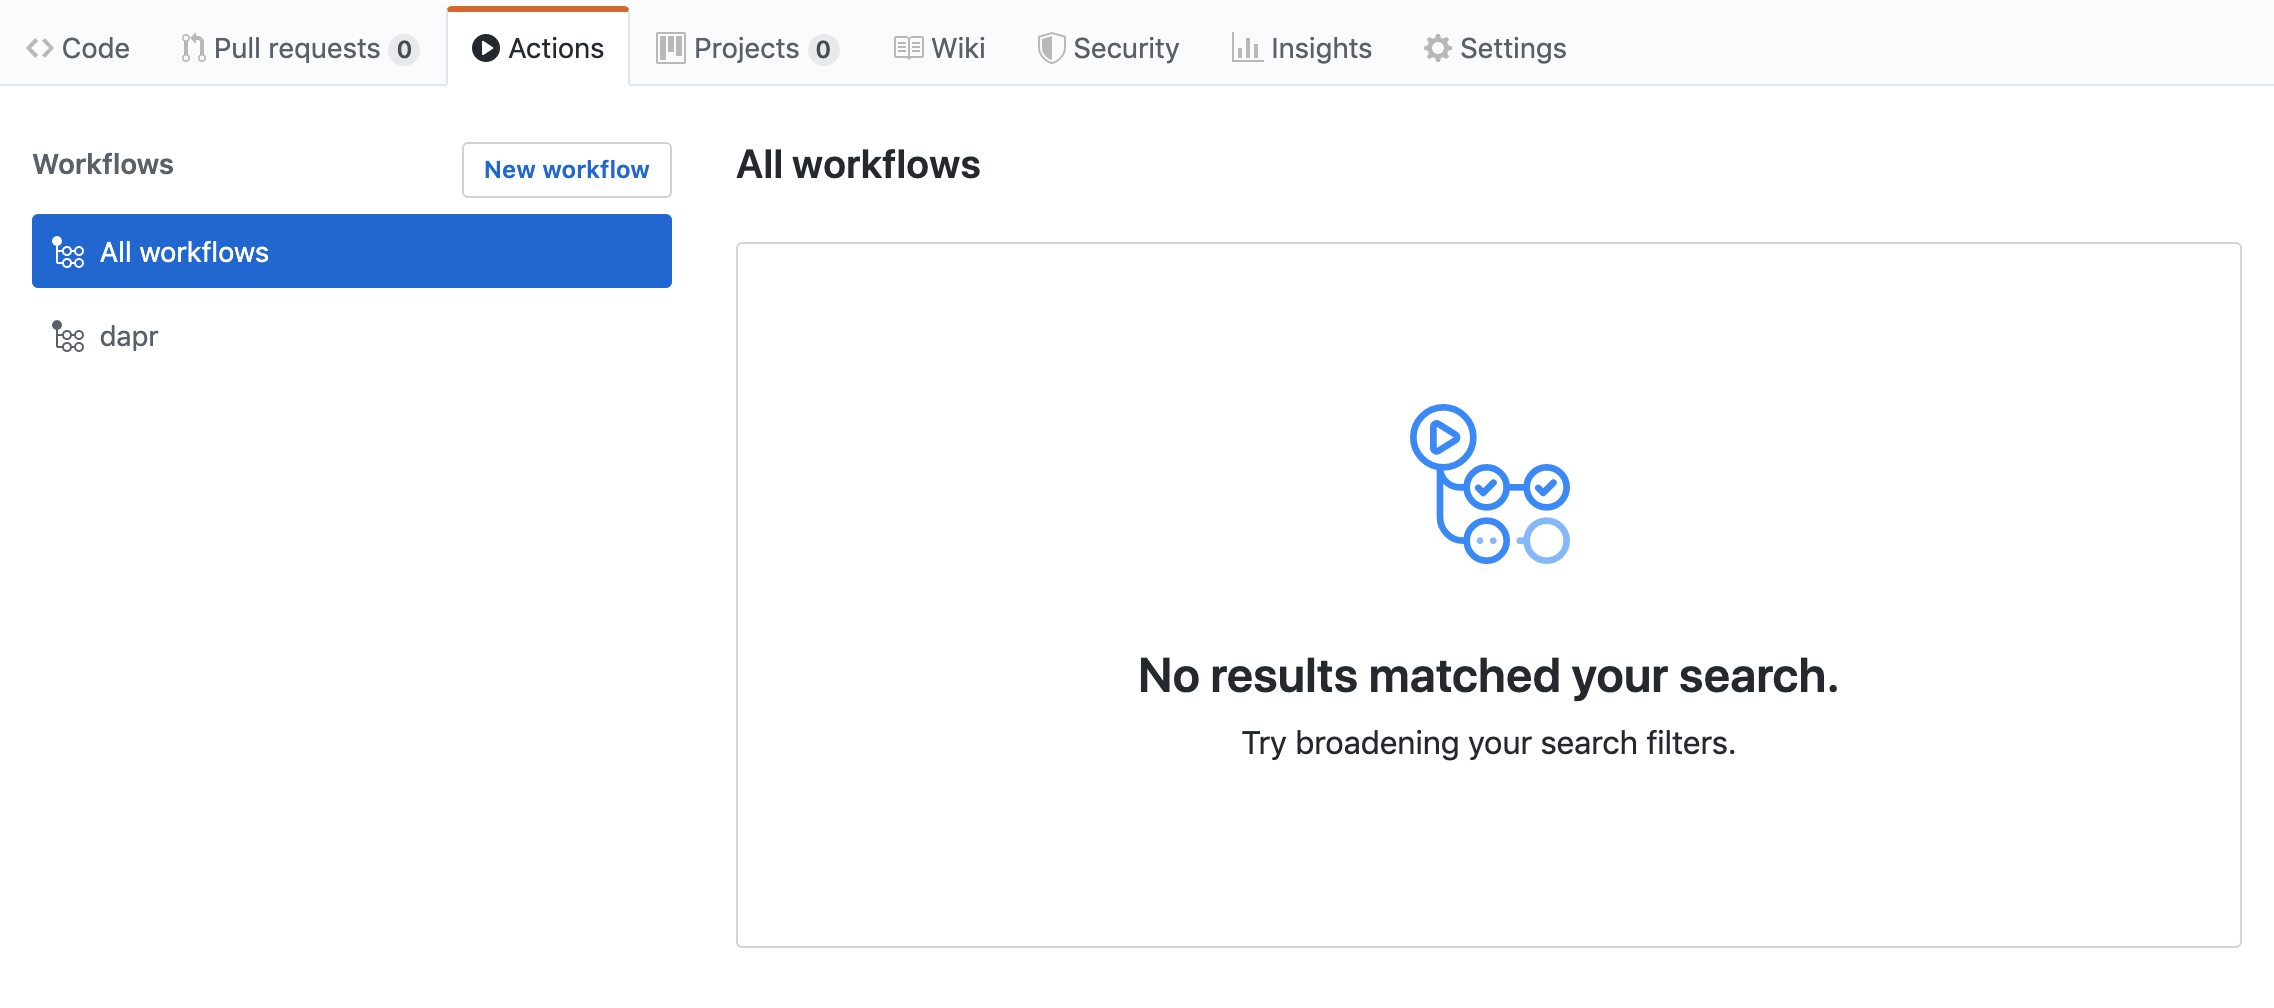 Code Pull requests 0 Actions Projects 0 Wiki Security Insights Settings
Workflows
New workflow
All workflows
dapr
All workflows
No results matched your search.
Try broadening your search filters.